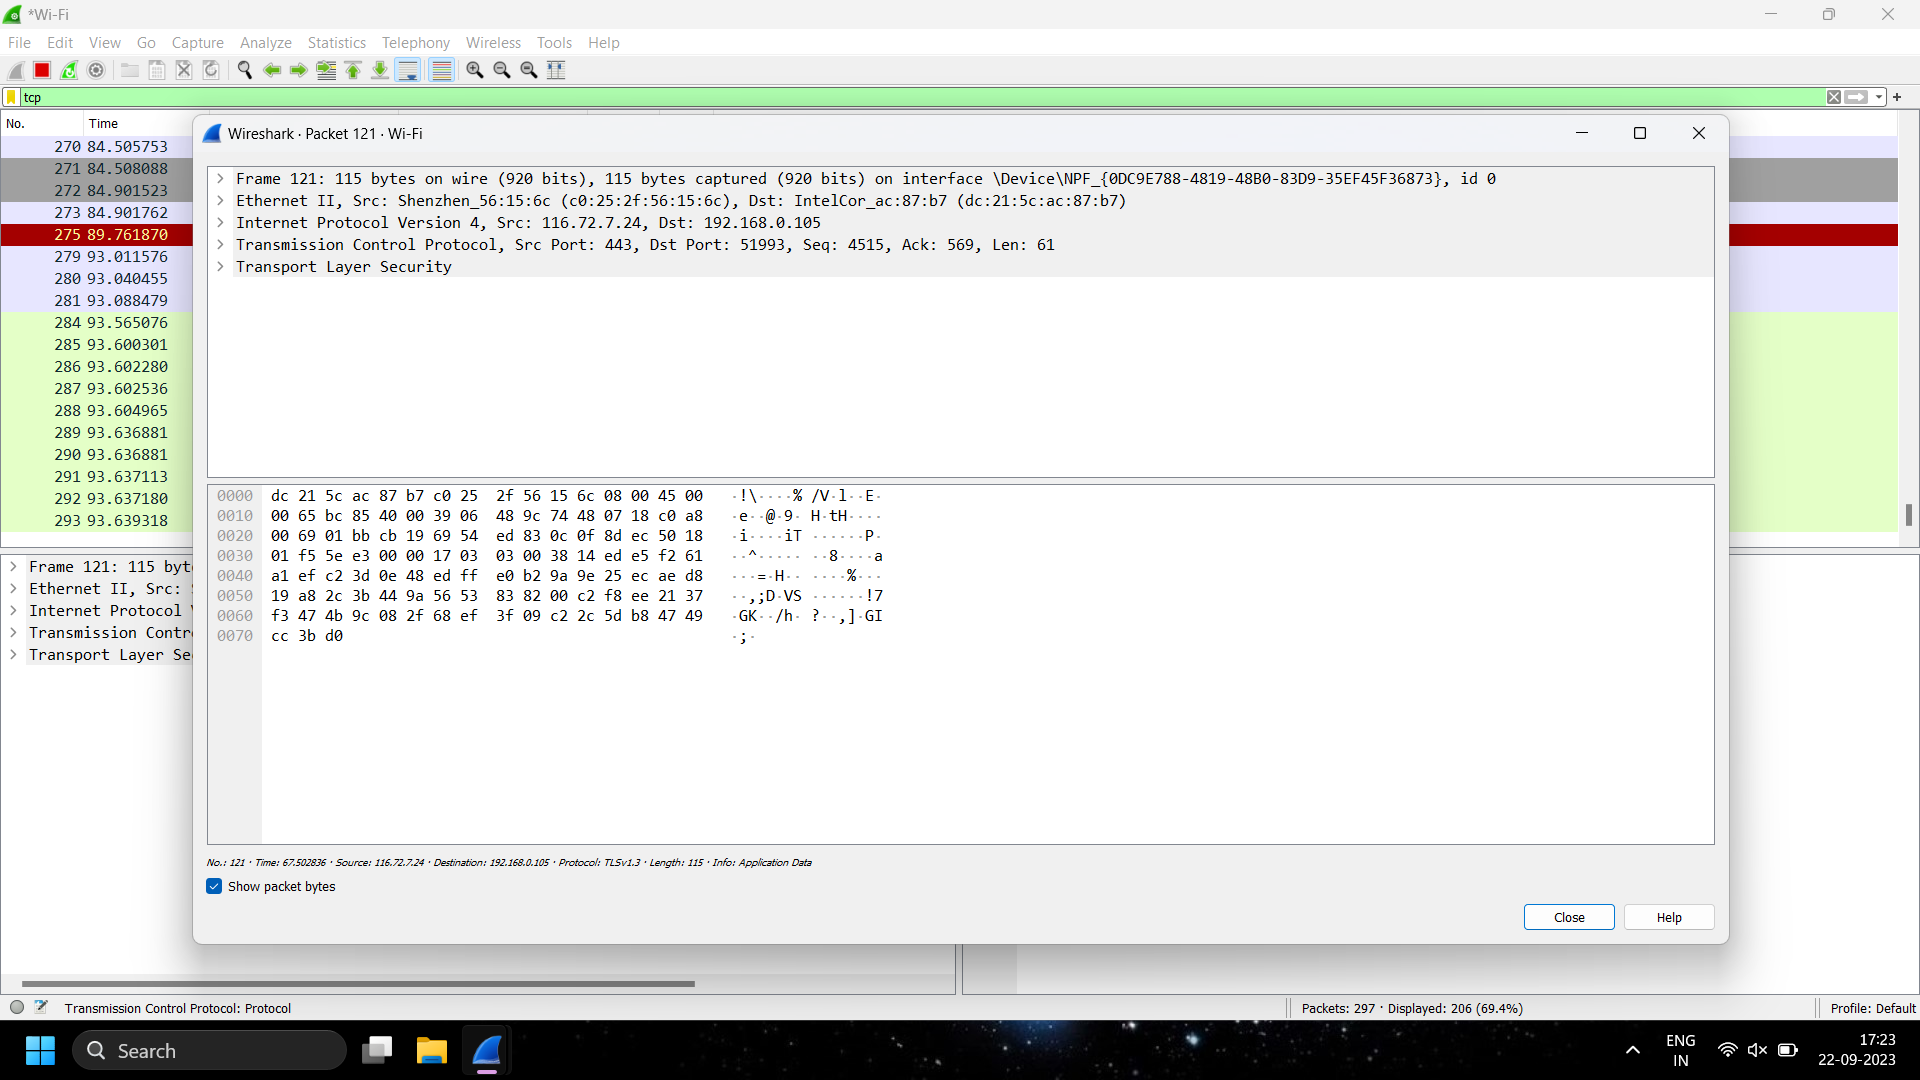 *Wi-Fi
File Edit View Go Capture Analyze Statistics Telephony Wireless Tools Help
tcp
No. Time
270 84.505753
271 84.508088
272 84.901523
273 84.901762
275 89.761870
279 93.011576
280 93.040455
281 93.088479
284 93.565076
285 93.600301
286 93.602280
287 93.602536
288 93.604965
289 93.636881
290 93.636881
291 93.637113
292 93.637180
293 93.639318
Frame 121: 115 byt
Ethernet II, Src:
Internet Protocol
Transmission Contr
Transport Layer Se
Wireshark · Packet 121 · Wi-Fi
Frame 121: 115 bytes on wire (920 bits), 115 bytes captured (920 bits) on interface \Device\NPF_{0DC9E788-4819-48B0-83D9-35EF45F36873}, id 0
Ethernet II, Src: Shenzhen_56:15:6c (c0:25:2f:56:15:6c), Dst: IntelCor_ac:87:b7 (dc:21:5c:ac:87:b7)
Internet Protocol Version 4, Src: 116.72.7.24, Dst: 192.168.0.105
Transmission Control Protocol, Src Port: 443, Dst Port: 51993, Seq: 4515, Ack: 569, Len: 61
Transport Layer Security
0000 dc 21 5c ac 87 b7 c0 25 2f 56 15 6c 08 00 45 00 ·!\····% /V·l··E·
0010 00 65 bc 85 40 00 39 06 48 9c 74 48 07 18 c0 a8 ·e··@·9· H·tH····
0020 00 69 01 bb cb 19 69 54 ed 83 0c 0f 8d ec 50 18 ·i····iT ······P·
0030 01 f5 5e e3 00 00 17 03 03 00 38 14 ed e5 f2 61 ··^····· ··8····a
0040 a1 ef c2 3d 0e 48 ed ff e0 b2 9a 9e 25 ec ae d8 ···=·H·· ····%···
0050 19 a8 2c 3b 44 9a 56 53 83 82 00 c2 f8 ee 21 37 ··,;D·VS ······!7
0060 f3 47 4b 9c 08 2f 68 ef 3f 09 c2 2c 5d b8 47 49 ·GK··/h· ?··,]·GI
0070 cc 3b d0 ·;·
No.: 121 · Time: 67.502836 · Source: 116.72.7.24 · Destination: 192.168.0.105 · Protocol: TLSv1.3 · Length: 115 · Info: Application Data
Show packet bytes
Close Help
Transmission Control Protocol: Protocol
Packets: 297 · Displayed: 206 (69.4%)
Profile: Default
Search
ENG
IN
17:23
22-09-2023